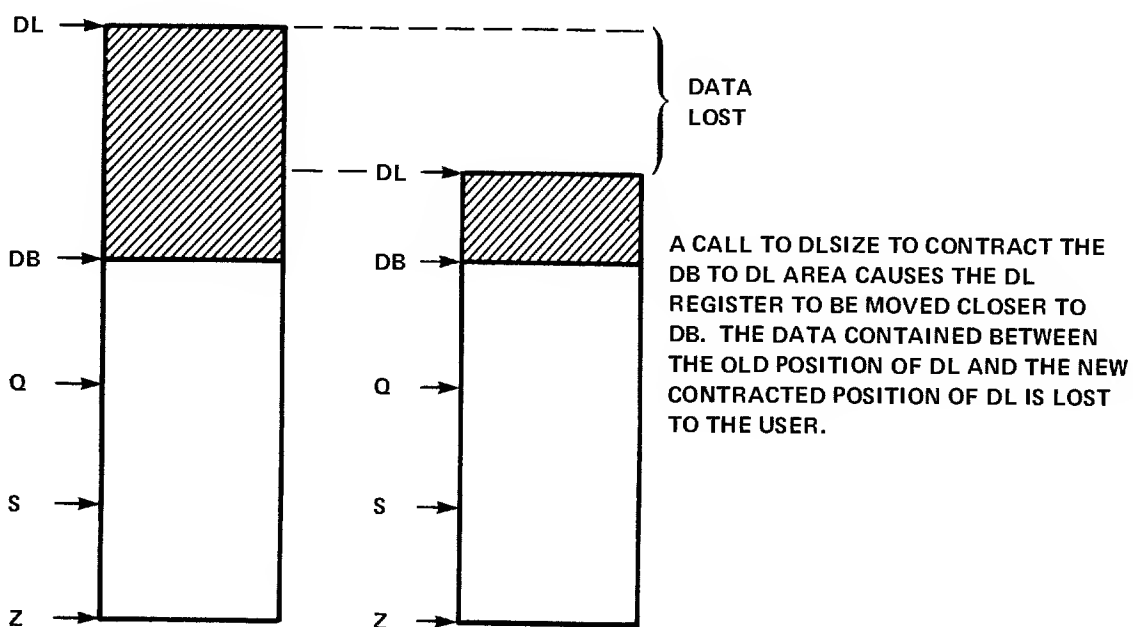 DL
DATA
LOST
DL
DB
DB
A CALL TO DLSIZE TO CONTRACT THE
DB TO DL AREA CAUSES THE DL
REGISTER TO BE MOVED CLOSER TO
DB. THE DATA CONTAINED BETWEEN
THE OLD POSITION OF DL AND THE NEW
CONTRACTED POSITION OF DL IS LOST
TO THE USER.
Q
Q
S
S
Z
Z